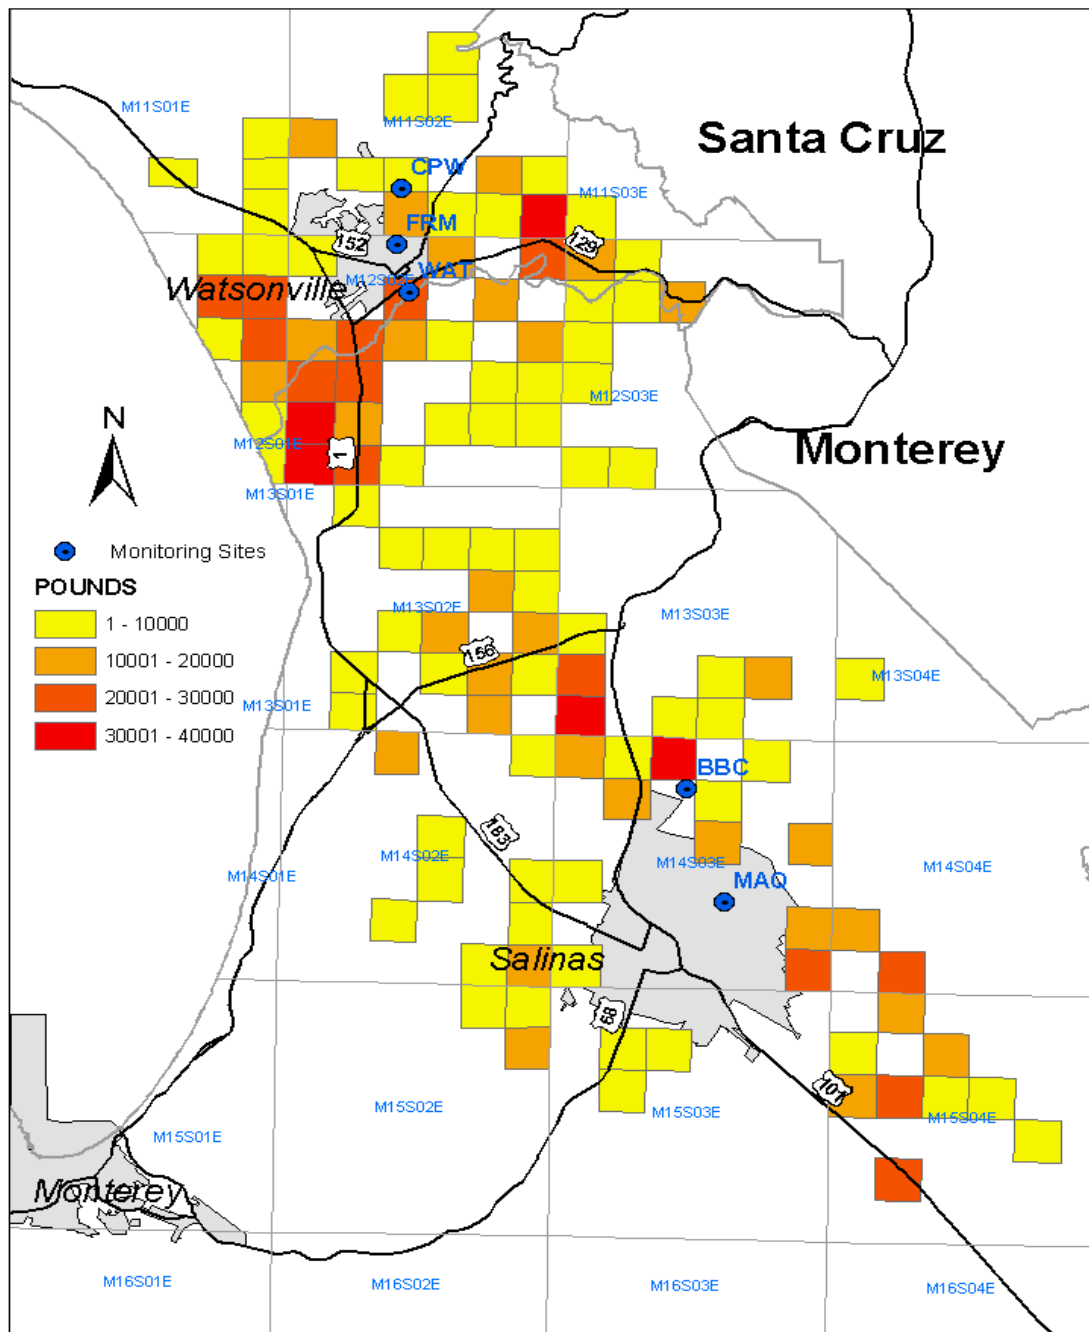 M11S01E
M11S02E
Santa Cruz
CPW
M11S03E
FRM
152
129
WAT
M12S02E
Watsonville
M12S03E
N
M12S01E
1
Monterey
M13S01E
Monitoring Sites
POUNDS
1 - 10000
10001 - 20000
20001 - 30000
30001 - 40000
M13S02E
M13S03E
156
M13S04E
M13S01E
BBC
183
M14S02E
M14S03E
M14S04E
M14S01E
MAO
Salinas
68
101
M15S02E
M15S03E
M15S04E
M15S01E
Monterey
M16S01E
M16S02E
M16S03E
M16S04E